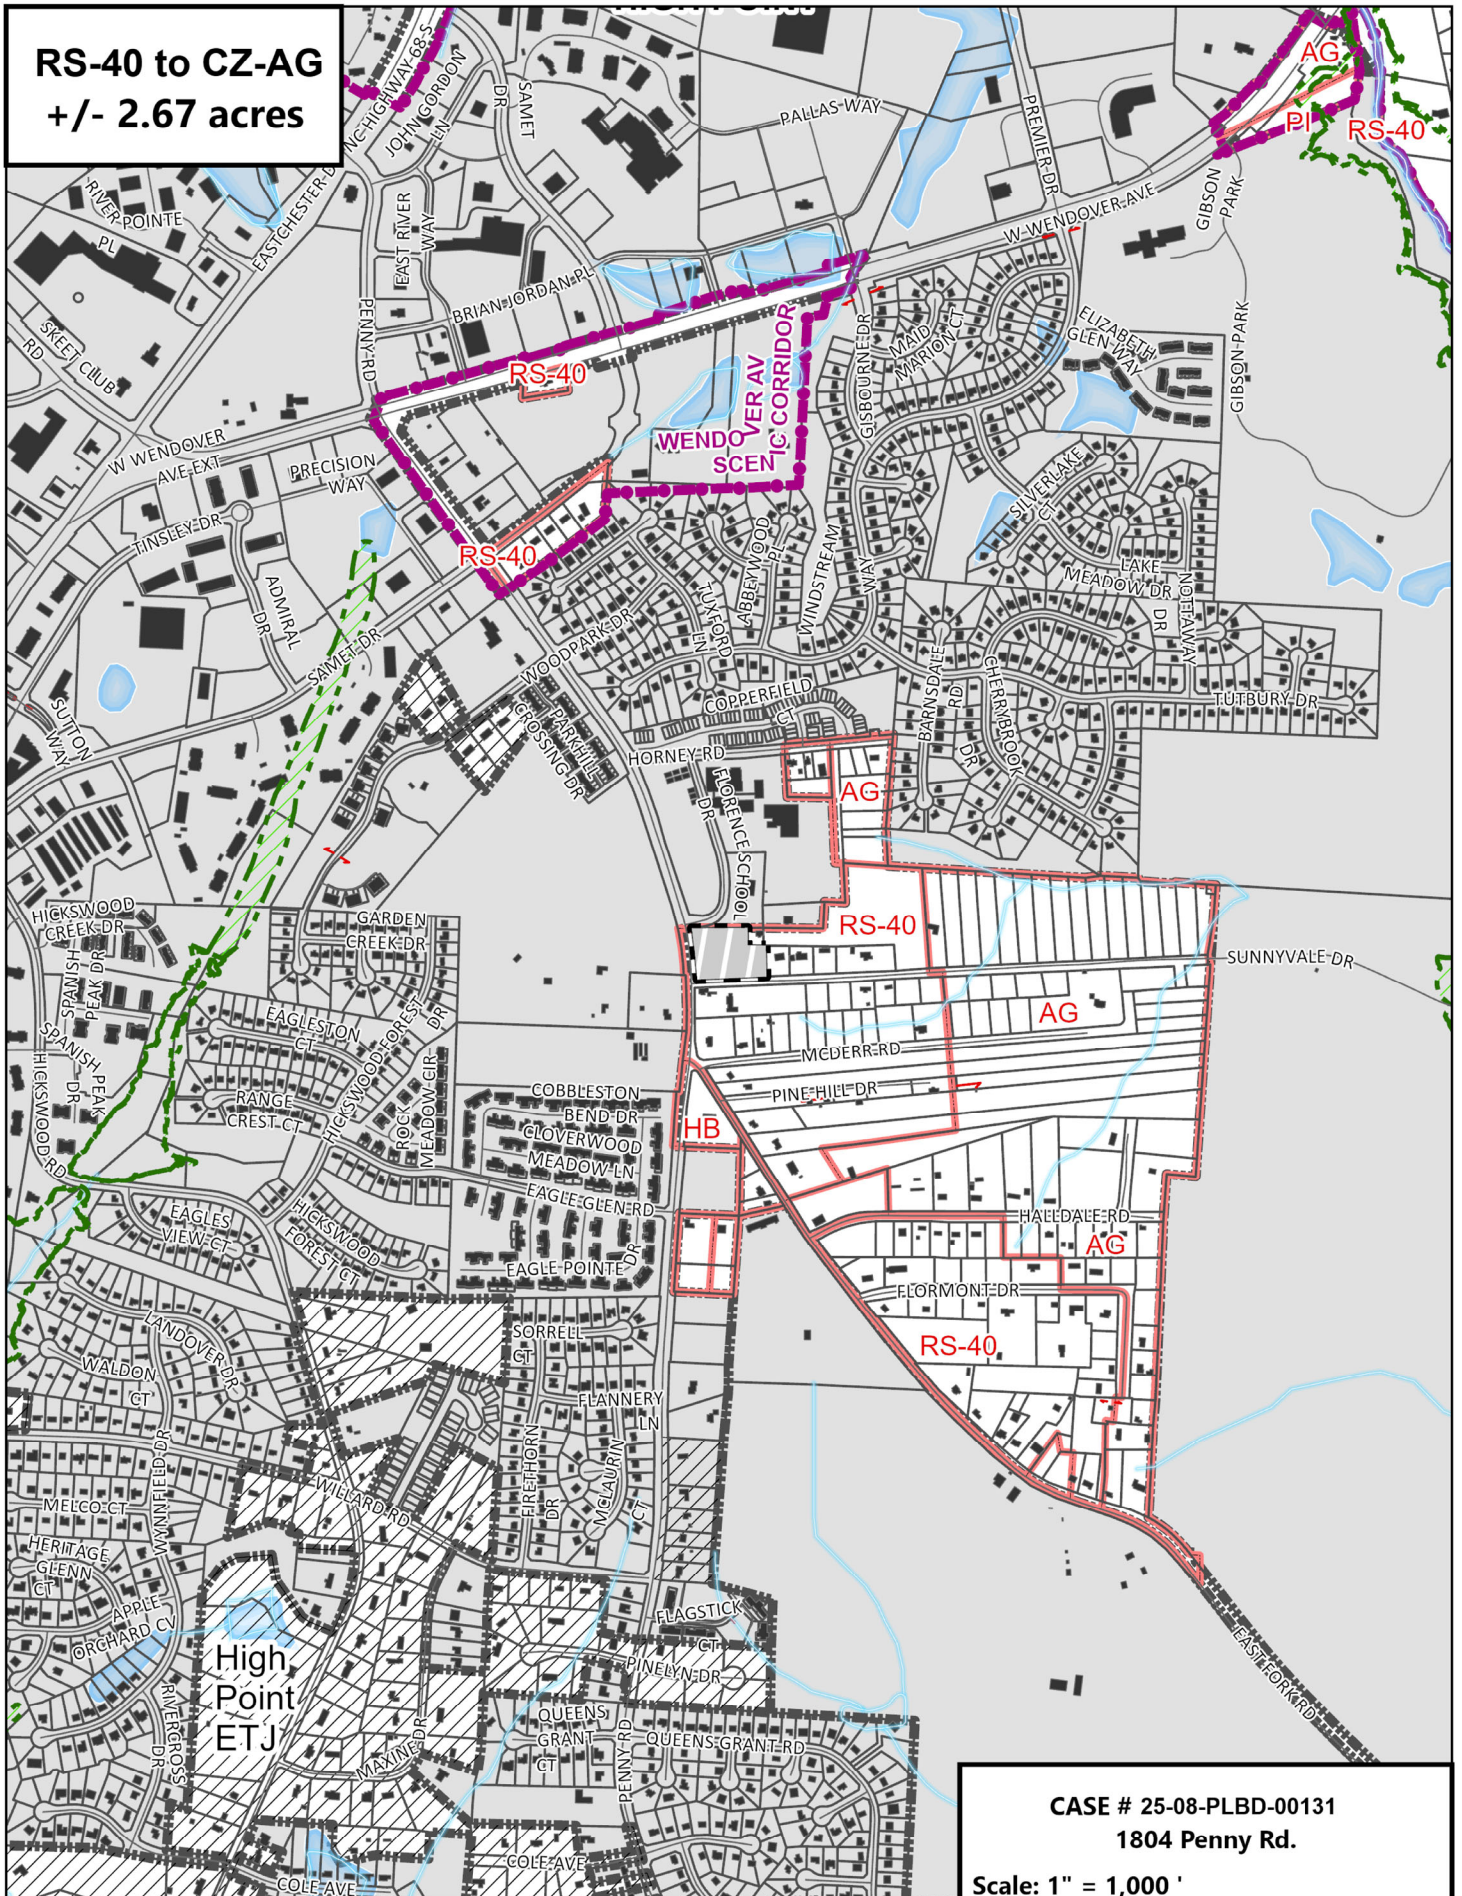 RS-40 to CZ-AG
+/- 2.67 acres
NC HIGHWAY-68-S
JOHN GORDON
LN
SAMET
DR
PALLAS WAY
PREMIER DR
AG
PI
RS-40
GIBSON
PARK
W WENDOVER AVE
RIVER POINTE
PL
EAST RIVER
WAY
BRIAN JORDAN PL
PENNY RD
SKEET CLUB
RD
RS-40
WENDOVER AV
SCENIC CORRIDOR
GISBOURNE DR
MAID
MARION CT
ELIZABETH
GLEN WAY
GIBSON PARK
W WENDOVER
AVE EXT
PRECISION
WAY
TINSLEY DR
ADMIRAL
DR
RS-40
SILVERLAKE
CT
LAKE
MEADOW DR
NOTTAWAY
DR
ABBEYWOOD
PL
WINDSTREAM
WAY
TUXFORD
LN
WOODPARK DR
SAMET DR
SUTTON
WAY
PARKHILL
CROSSING DR
COPPERFIELD
CT
HORNEY RD
BARNSDALE
RD
CHERRYBROOK
DR
TUTBURY DR
FLORENCE SCHOOL
DR
AG
RS-40
HICKSWOOD
CREEK DR
GARDEN
CREEK DR
SPANISH
PEAK DR
SUNNYVALE DR
EAGLESTON
CT
HICKSWOOD FOREST
DR
AG
SPANISH PEAK
DR
HICKSWOOD RD
MCDERR RD
PINE HILL DR
RANGE
CREST CT
ROCK
MEADOW CIR
COBBLESTON
BEND DR
CLOVERWOOD
MEADOW LN
HB
EAGLE GLEN RD
EAGLES
VIEW CT
HICKSWOOD
FOREST CT
HALLDALE RD
AG
EAGLE POINTE
DR
FLORMONT DR
LANDOVER DR
SORRELL
CT
RS-40
WALDON
CT
FLANNERY
LN
WYNNFIELD DR
FIRETHORN
DR
MCLAURIN
CT
WILLARD RD
MELCO CT
HERITAGE
GLENN
CT
APPLE
ORCHARD CV
FLAGSTICK
CT
High
Point
ETJ
PINELYN DR
EAST FORK RD
RIVERCROSS
DR
QUEENS
GRANT
CT
PENNY RD
QUEENS GRANT RD
MAXINE DR
COLE AVE
COLE AVE
CASE # 25-08-PLBD-00131
1804 Penny Rd.
Scale: 1" = 1,000 '